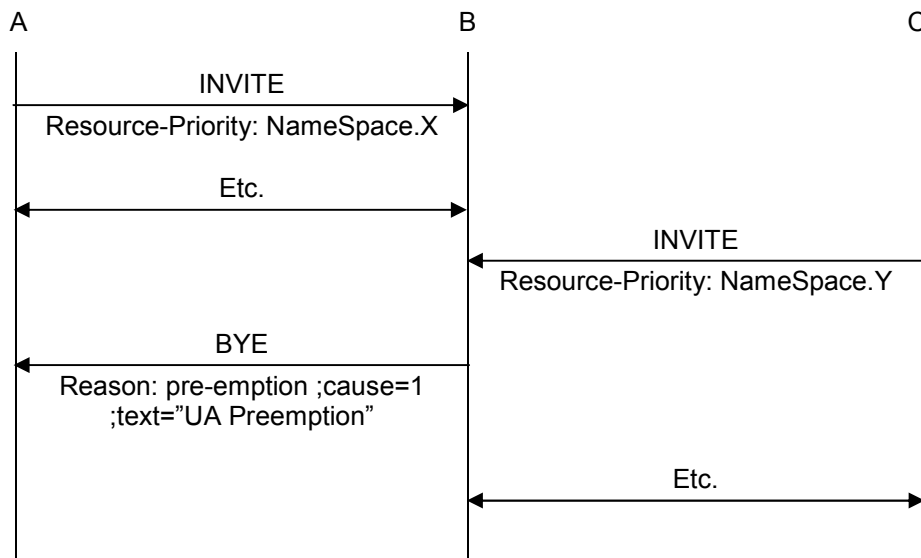 A
B
C
INVITE
Resource-Priority: NameSpace.X
Etc.
INVITE
Resource-Priority: NameSpace.Y
BYE
Reason: pre-emption ;cause=1
;text=”UA Preemption”
Etc.